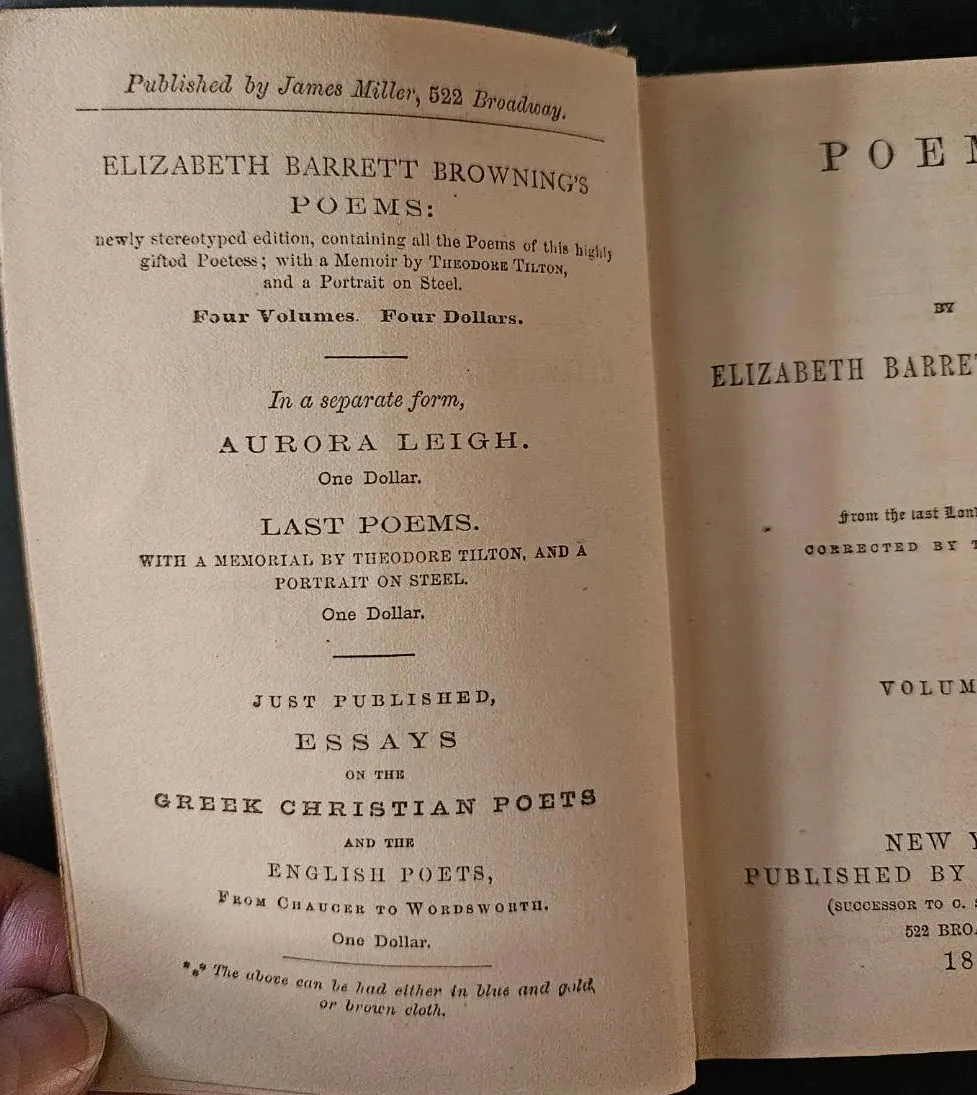 Published by James Miller, 522 Broadway.
ELIZABETH BARRETT BROWNING'S
POEMS:
newly stereotyped edition, containing all the Poems of this highly
gifted Poetess; with a Memoir by THEODORE TILTON,
and a Portrait on Steel.
Four Volumes. Four Dollars.
In a separate form,
AURORA LEIGH.
One Dollar.
LAST POEMS.
WITH A MEMORIAL BY THEODORE TILTON, AND A
PORTRAIT ON STEEL.
One Dollar.
JUST PUBLISHED,
ESSAYS
ON THE
GREEK CHRISTIAN POETS
AND THE
ENGLISH POETS,
FROM CHAUCER TO WORDSWORTH.
One Dollar.
*** The above can be had either in blue and gold,
or brown cloth.
POE
BY
ELIZABETH BARRE
From the last Lon
CORRECTED BY T
VOLUM
NEW Y
PUBLISHED BY
(SUCCESSOR TO C. S
522 BRO
18